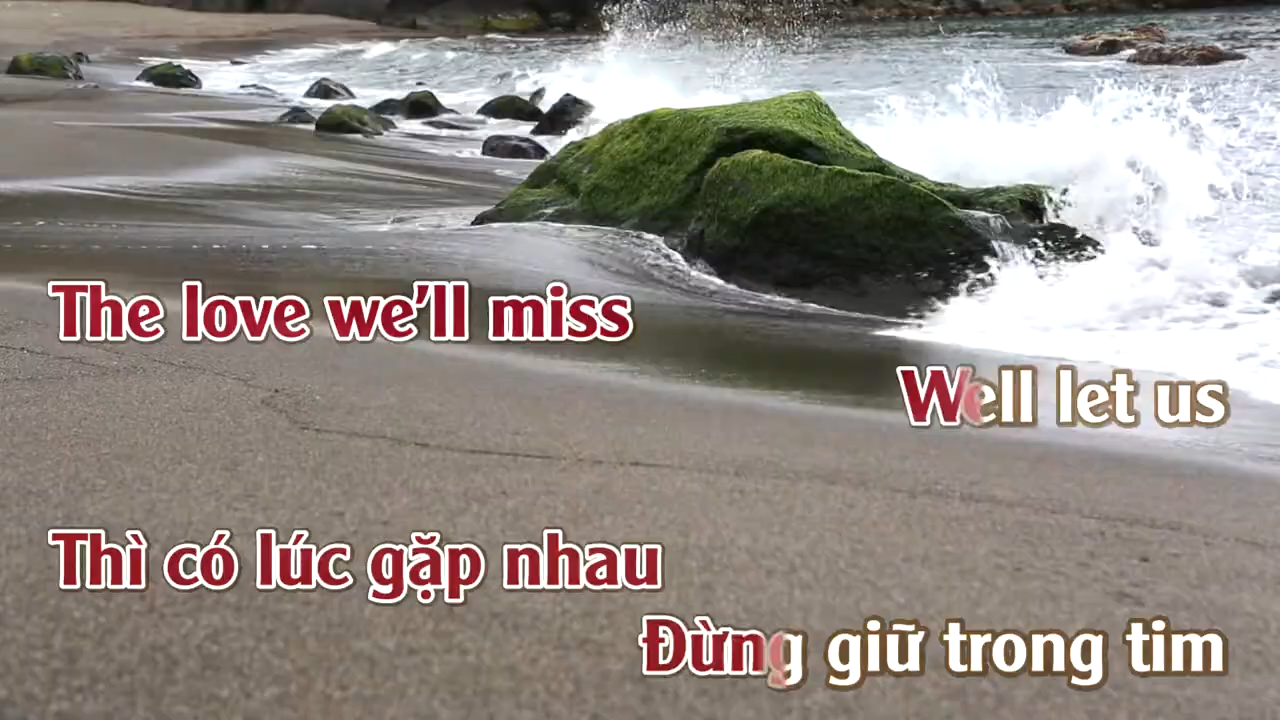 The love we'll miss
Well let us
Thì có lúc gặp nhau
Đừng giữ trong tim